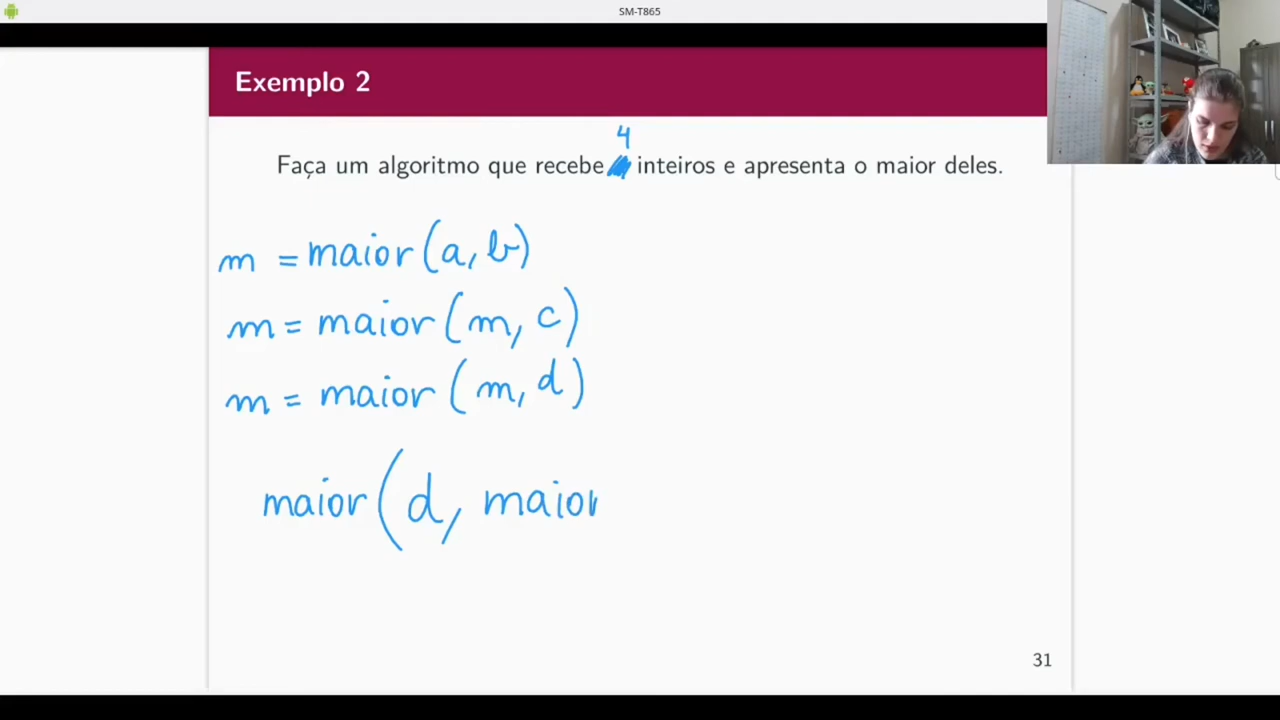 SM-T865
Exemplo 2
4
Faça um algoritmo que recebe inteiros e apresenta o maior deles.
m = maior(a, b)
m = maior(m, c)
m = maior(m, d)
maior(d, maior
31